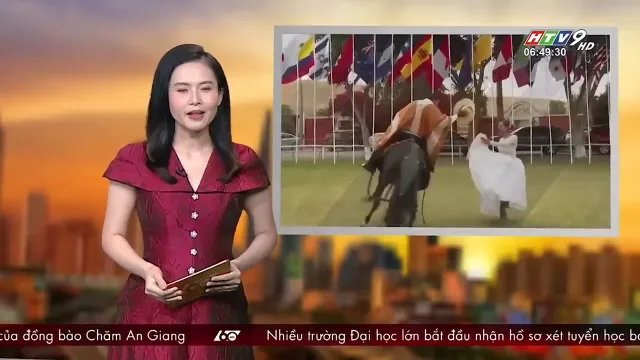 HTV9 HD
06:49:30
của đồng bào Chăm An Giang 60 Nhiều trường Đại học lớn bắt đầu nhận hồ sơ xét tuyển học b